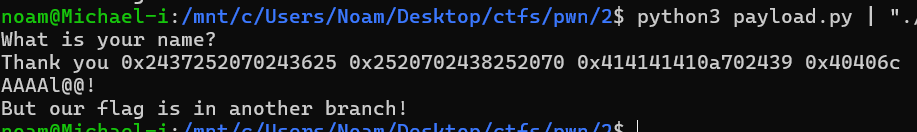 noam@Michael-i:/mnt/c/Users/Noam/Desktop/ctfs/pwn/2$ python3 payload.py | "./
What is your name?
Thank you 0x2437252070243625 0x2520702438252070 0x414141410a702439 0x40406c
AAAAl@@!
But our flag is in another branch!
noam@Michael-i:/mnt/c/Users/Noam/Desktop/ctfs/pwn/2$